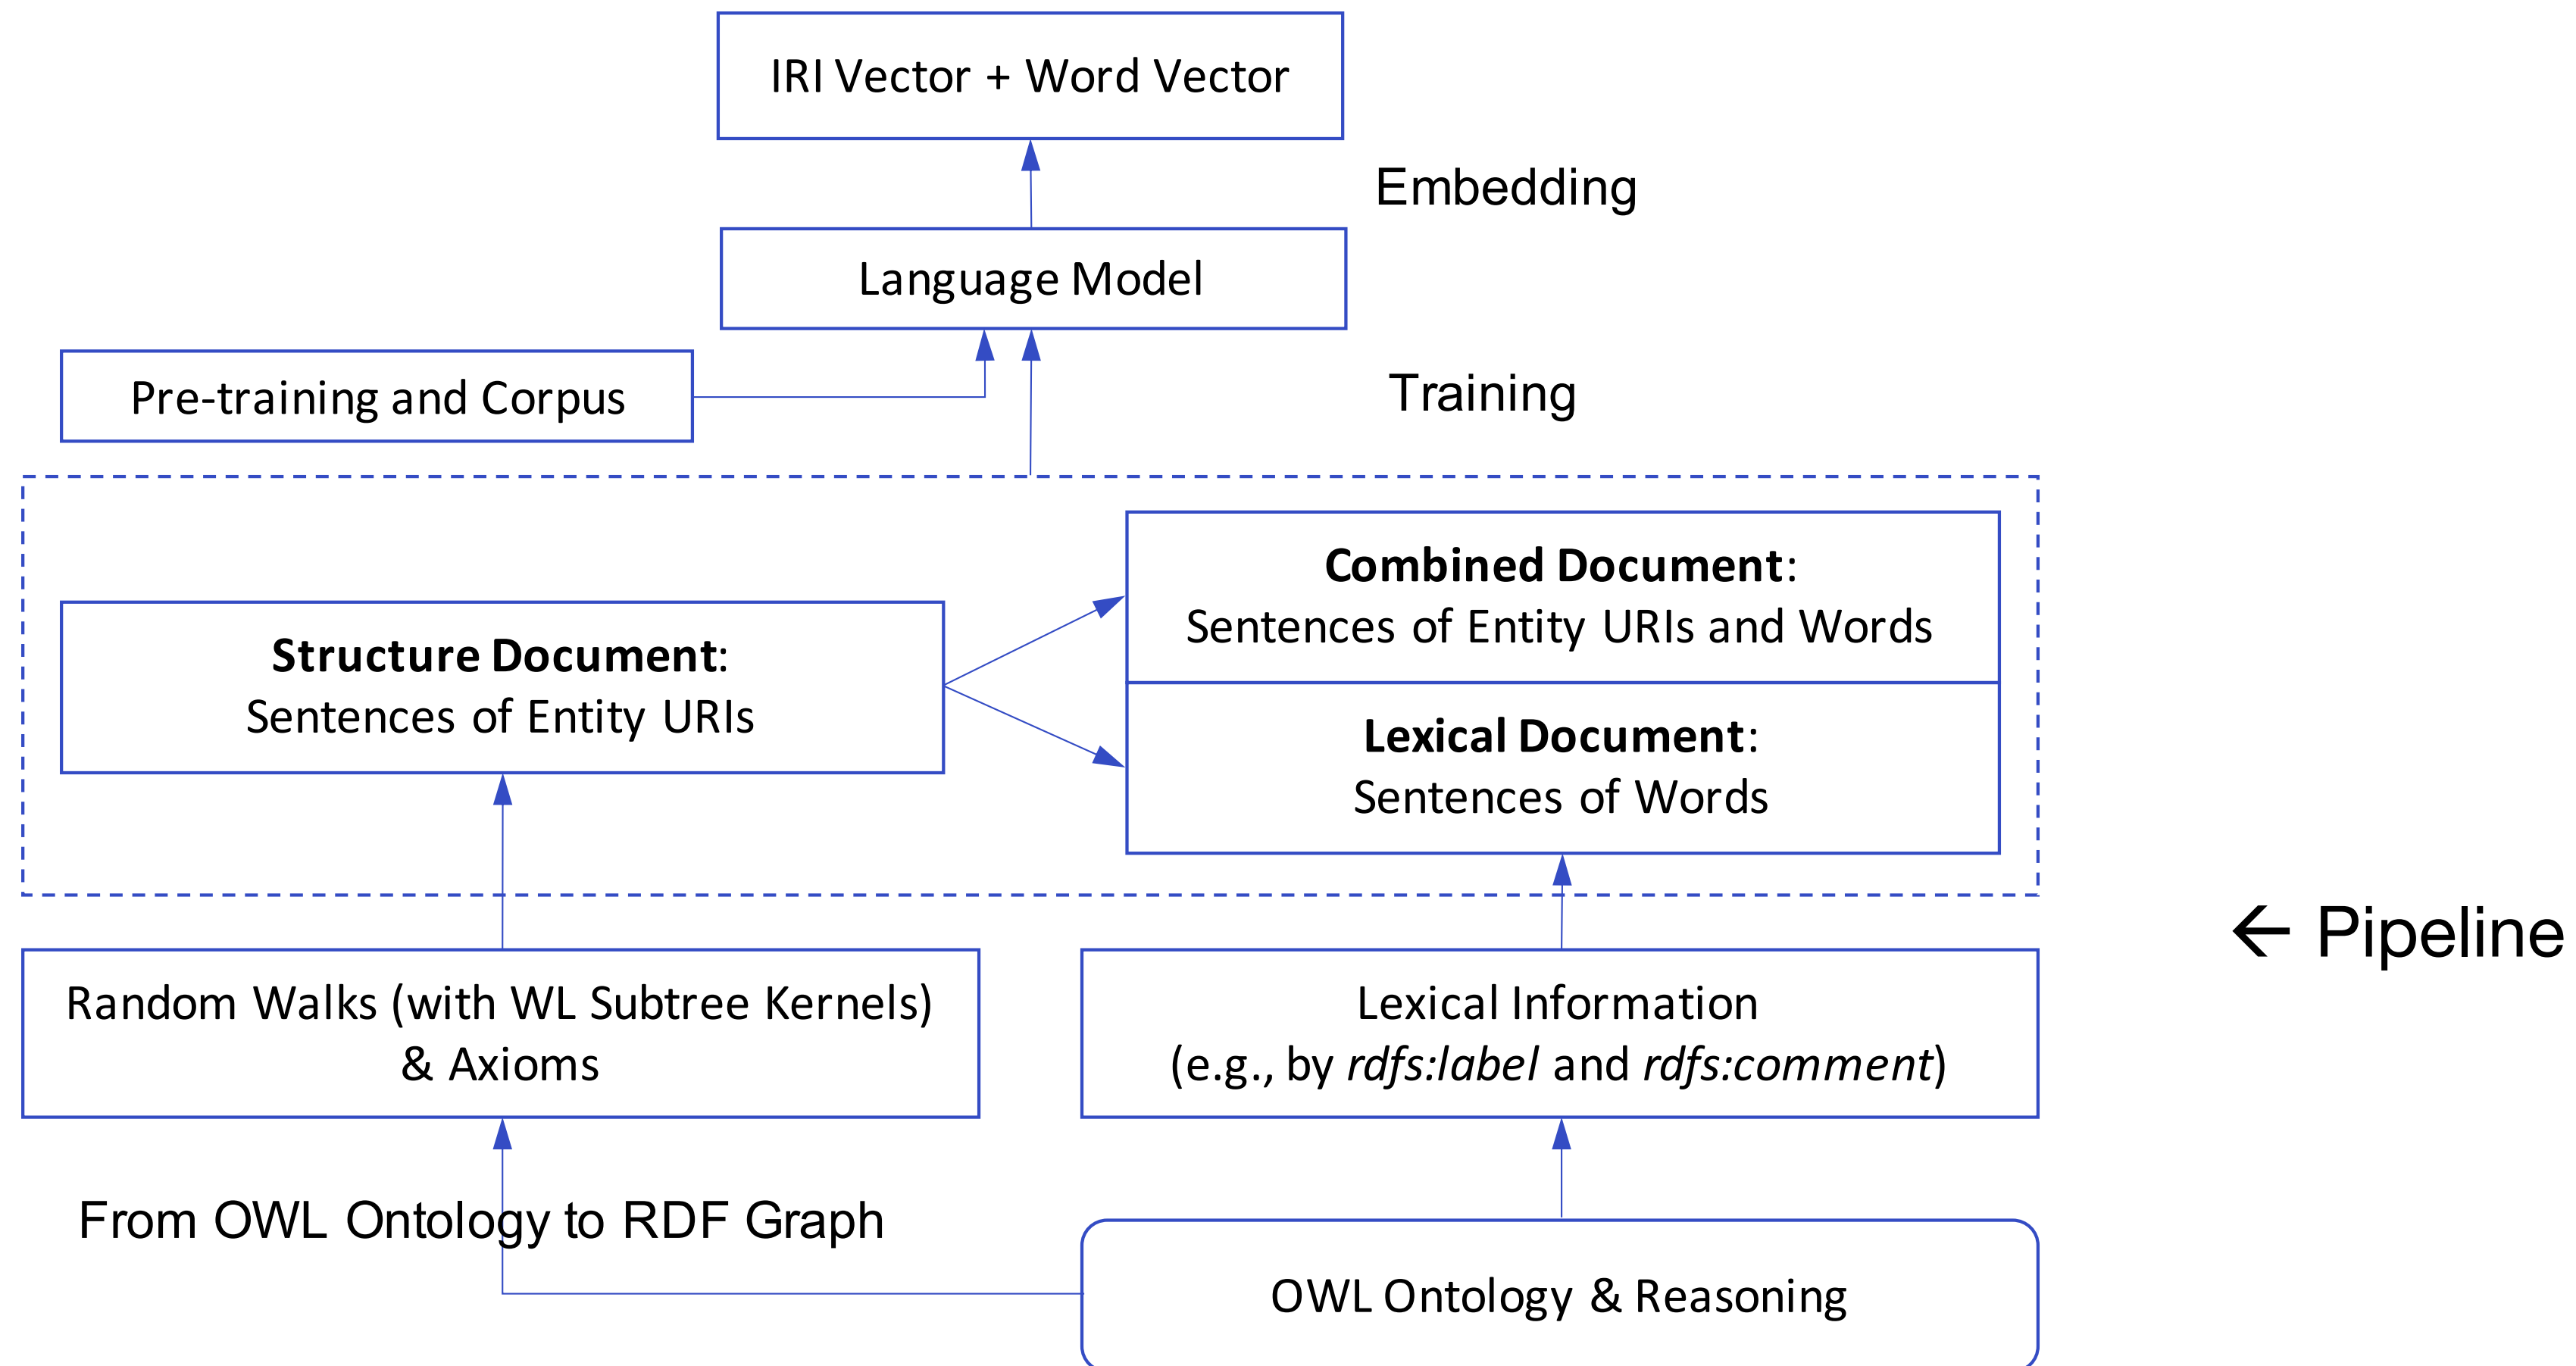 IRI Vector + Word Vector
Embedding
Language Model
Pre-training and Corpus
Training
Combined Document:
Sentences of Entity URIs and Words
Structure Document:
Sentences of Entity URIs
Lexical Document:
Sentences of Words
← Pipeline
Random Walks (with WL Subtree Kernels)
& Axioms
Lexical Information
(e.g., by rdfs:label and rdfs:comment)
From OWL Ontology to RDF Graph
OWL Ontology & Reasoning